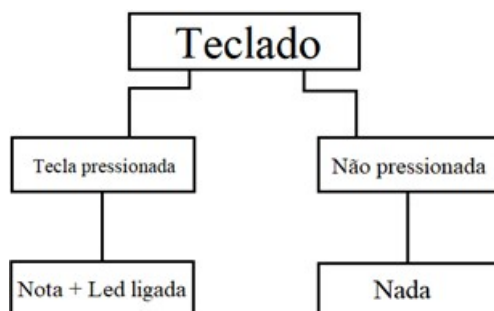 Teclado
Tecla pressionada
Não pressionada
Nota + Led ligada
Nada